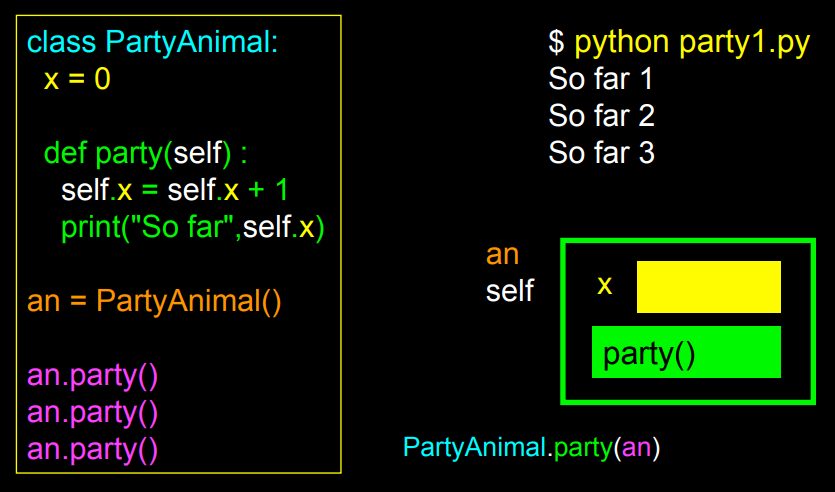 class PartyAnimal:
x = 0
def party(self) :
self.x = self.x + 1
print("So far",self.x)
an = PartyAnimal()
an.party()
an.party()
an.party()
$ python party1.py
So far 1
So far 2
So far 3
an
self
x
party()
PartyAnimal.party(an)